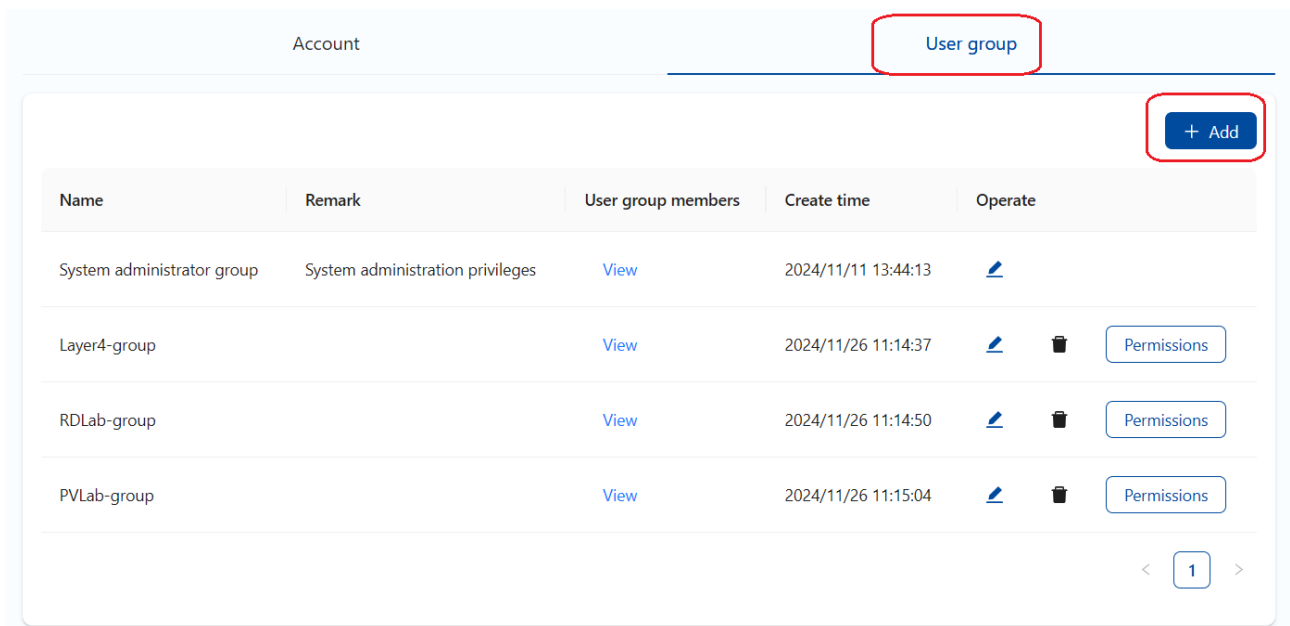 Account User group
+ Add
Name Remark User group members Create time Operate
System administrator group System administration privileges View 2024/11/11 13:44:13
Layer4-group View 2024/11/26 11:14:37 Permissions
RDLab-group View 2024/11/26 11:14:50 Permissions
PVLab-group View 2024/11/26 11:15:04 Permissions
< 1 >